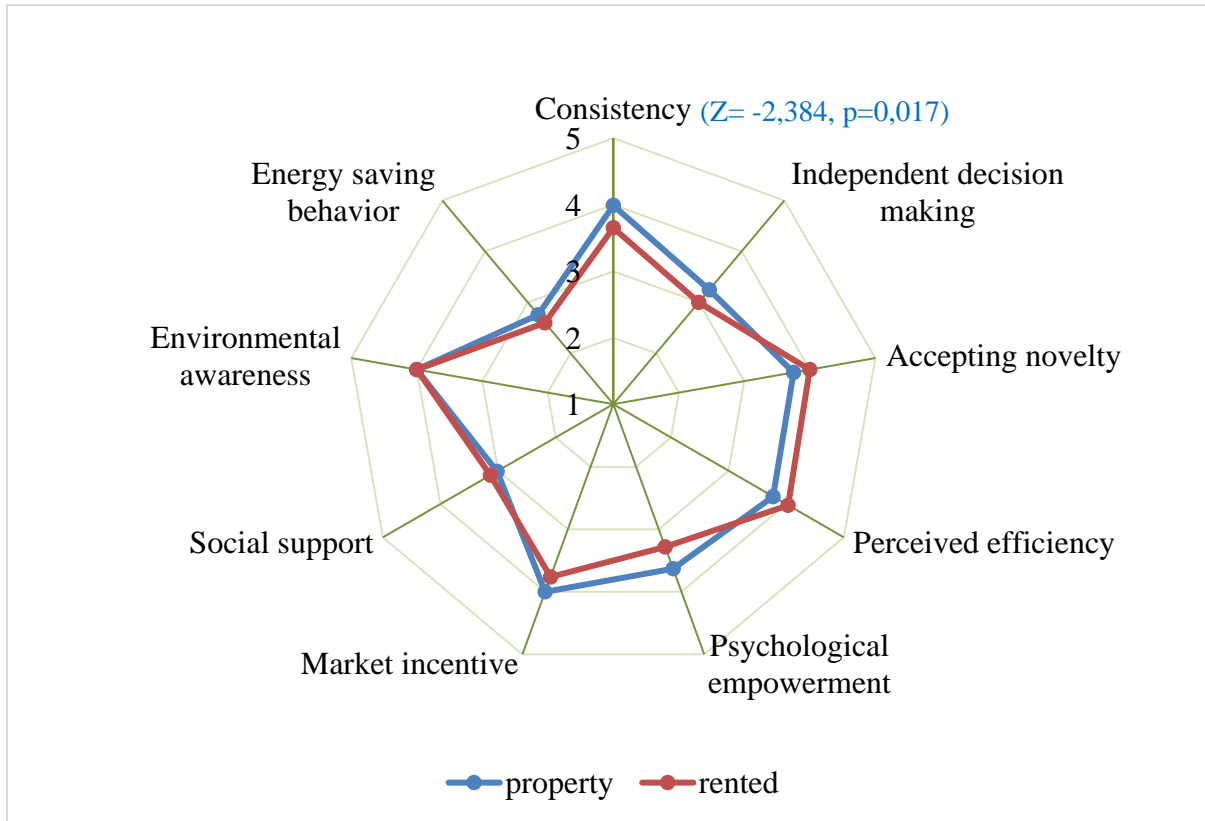 Consistency (Z= -2,384, p=0,017)
5
Energy saving
behavior
Independent decision
making
4
3
Environmental
awareness
Accepting novelty
2
1
Social support
Perceived efficiency
Market incentive
Psychological
empowerment
property rented